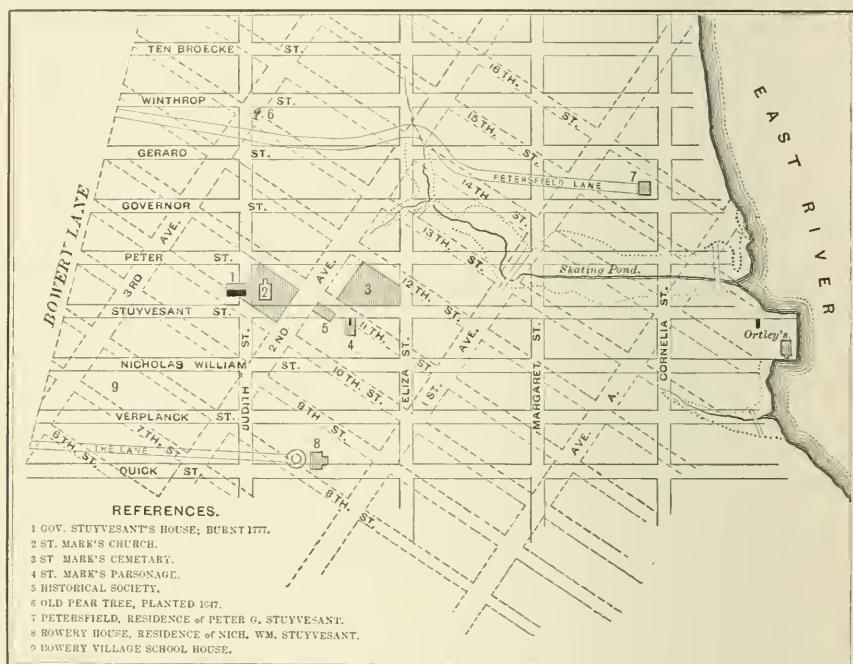 TEN BROECKE ST.
16TH. ST.
WINTHROP ST.
6
15TH. ST.
EAST RIVER
GERARD ST.
PETERSFIELD LANE
7
14TH ST.
BOWERY LANE
GOVERNOR ST.
3RD AVE.
13TH. ST.
PETER ST.
AVE.
Skating Pond.
1
2
3
12TH. ST.
STUYVESANT ST.
2ND
5
4
11TH. ST.
1 ST. AVE.
Ortley's.
CORNELIA ST.
MARGARET ST.
ELIZA ST.
JUDITH ST.
NICHOLAS WILLIAM ST.
10TH. ST.
9
AVE. A.
VERPLANCK ST.
9TH. ST.
7TH. ST.
6TH. ST.
THE LANE
8
QUICK ST.
8TH. ST.
REFERENCES.
1 GOV. STUYVESANT'S HOUSE; BURNT 1777.
2 ST. MARK'S CHURCH.
3 ST MARK'S CEMETARY.
4 ST. MARK'S PARSONAGE.
5 HISTORICAL SOCIETY.
6 OLD PEAR TREE, PLANTED 1647.
7 PETERSFIELD, RESIDENCE of PETER G. STUYVESANT.
8 BOWERY HOUSE, RESIDENCE of NICH. WM. STUYVESANT.
9 BOWERY VILLAGE SCHOOL HOUSE.